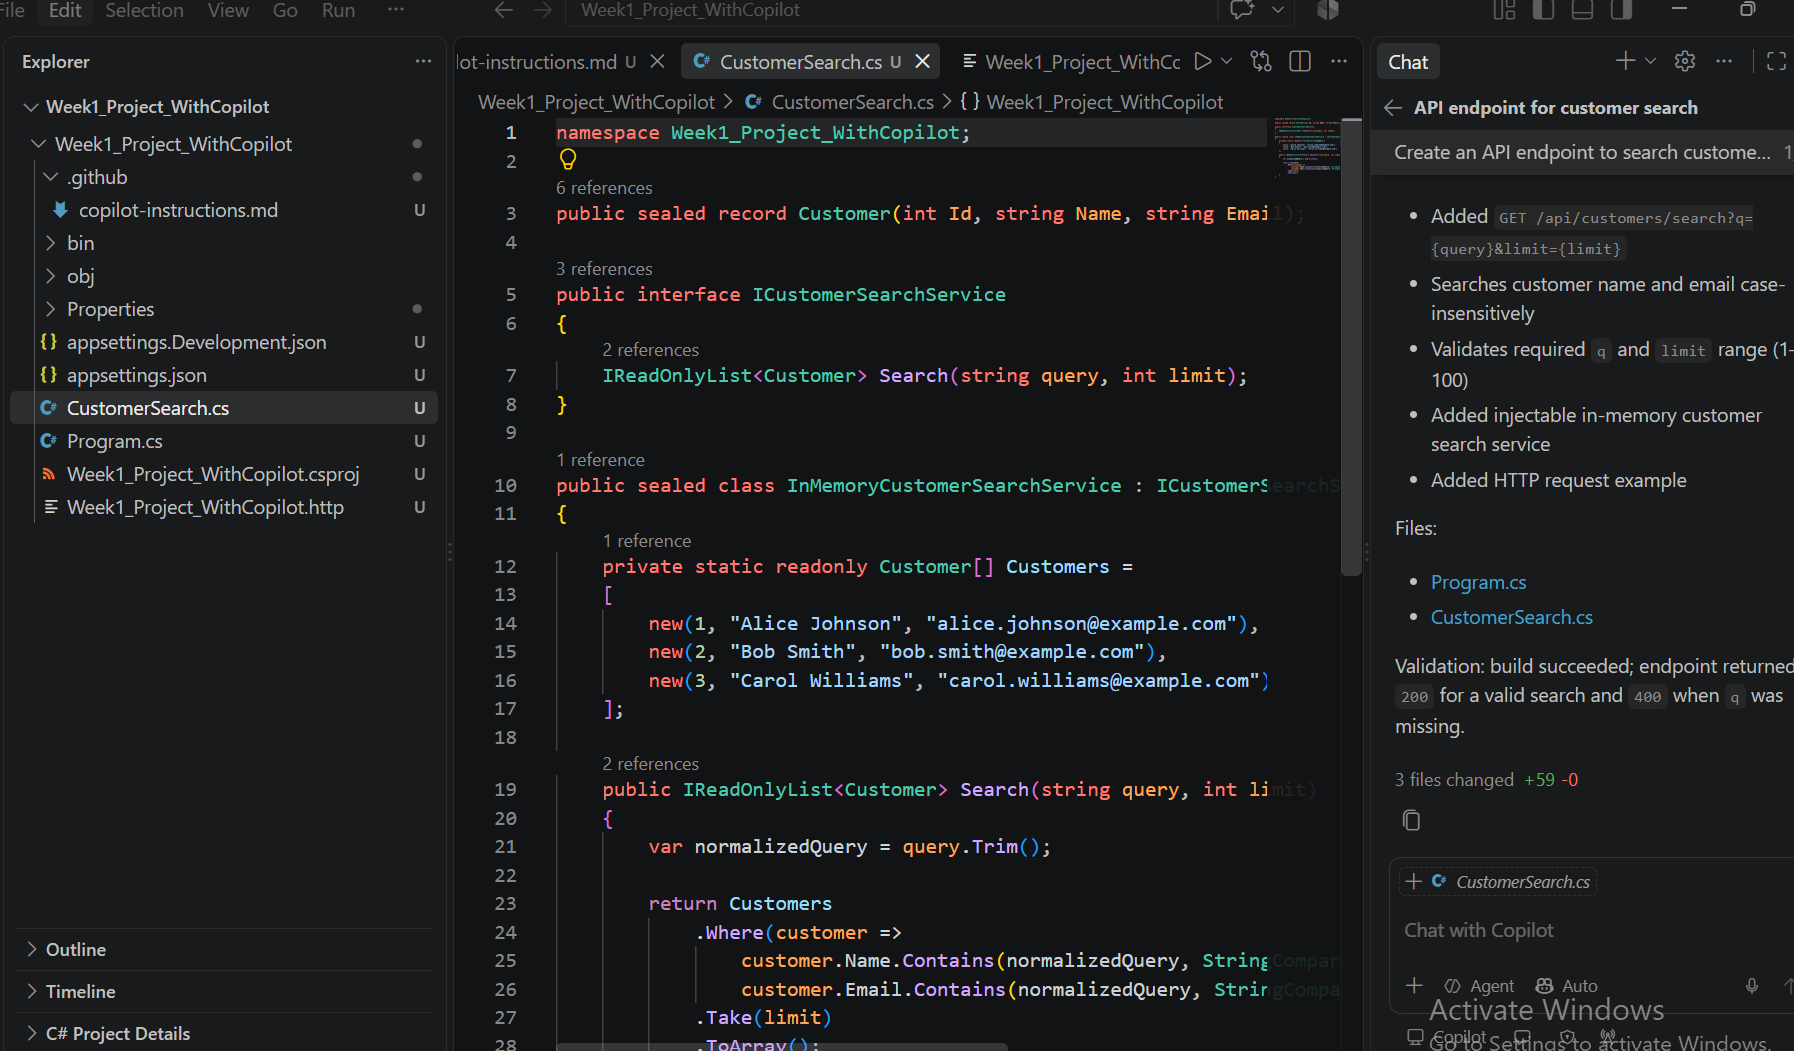 File Edit Selection View Go Run ···
Week1_Project_WithCopilot
Explorer
Week1_Project_WithCopilot
Week1_Project_WithCopilot
.github
copilot-instructions.md U
bin
obj
Properties
{} appsettings.Development.json U
{} appsettings.json U
C# CustomerSearch.cs U
C# Program.cs U
Week1_Project_WithCopilot.csproj U
Week1_Project_WithCopilot.http U
Outline
Timeline
C# Project Details
lot-instructions.md U
C# CustomerSearch.cs U
Week1_Project_WithCc
Week1_Project_WithCopilot > C# CustomerSearch.cs > {} Week1_Project_WithCopilot
1 namespace Week1_Project_WithCopilot;
2
6 references
3 public sealed record Customer(int Id, string Name, string Email);
4
3 references
5 public interface ICustomerSearchService
6 {
2 references
7 IReadOnlyList<Customer> Search(string query, int limit);
8 }
9
1 reference
10 public sealed class InMemoryCustomerSearchService : ICustomerSearchS
11 {
1 reference
12 private static readonly Customer[] Customers =
13 [
14 new(1, "Alice Johnson", "alice.johnson@example.com"),
15 new(2, "Bob Smith", "bob.smith@example.com"),
16 new(3, "Carol Williams", "carol.williams@example.com")
17 ];
18
2 references
19 public IReadOnlyList<Customer> Search(string query, int limit)
20 {
21 var normalizedQuery = query.Trim();
22
23 return Customers
24 .Where(customer =>
25 customer.Name.Contains(normalizedQuery, StringCompar
26 customer.Email.Contains(normalizedQuery, StringCompa
27 .Take(limit)
28 .ToArray();
Chat
API endpoint for customer search
Create an API endpoint to search custome...
• Added GET /api/customers/search?q=
{query}&limit={limit}
• Searches customer name and email case-
insensitively
• Validates required q and limit range (1-
100)
• Added injectable in-memory customer
search service
• Added HTTP request example
Files:
• Program.cs
• CustomerSearch.cs
Validation: build succeeded; endpoint returned
200 for a valid search and 400 when q was
missing.
3 files changed +59 -0
C# CustomerSearch.cs
Chat with Copilot
Agent Auto
Activate Windows
Copilot
Go to Settings to activate Windows.